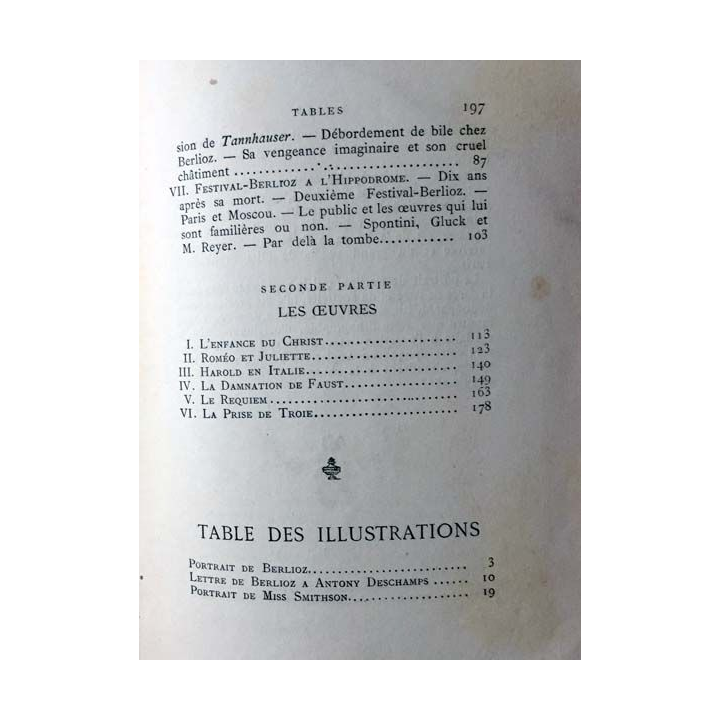 TABLES 197
sion de Tannhauser. — Débordement de bile chez
Berlioz. — Sa vengeance imaginaire et son cruel
châtiment .................................... 87
VII. FESTIVAL-BERLIOZ A L'HIPPODROME. — Dix ans
après sa mort. — Deuxième Festival-Berlioz. —
Paris et Moscou. — Le public et les œuvres qui lui
sont familières ou non. — Spontini, Gluck et
M. Reyer. — Par delà la tombe............ 103
SECONDE PARTIE
LES ŒUVRES
I. L'ENFANCE DU CHRIST..................... 113
II. ROMÉO ET JULIETTE....................... 123
III. HAROLD EN ITALIE........................ 140
IV. LA DAMNATION DE FAUST.................. 149
V. LE REQUIEM.............................. 163
VI. LA PRISE DE TROIE....................... 178
TABLE DES ILLUSTRATIONS
PORTRAIT DE BERLIOZ......................... 3
LETTRE DE BERLIOZ A ANTONY DESCHAMPS ...... 10
PORTRAIT DE MISS SMITHSON................... 19